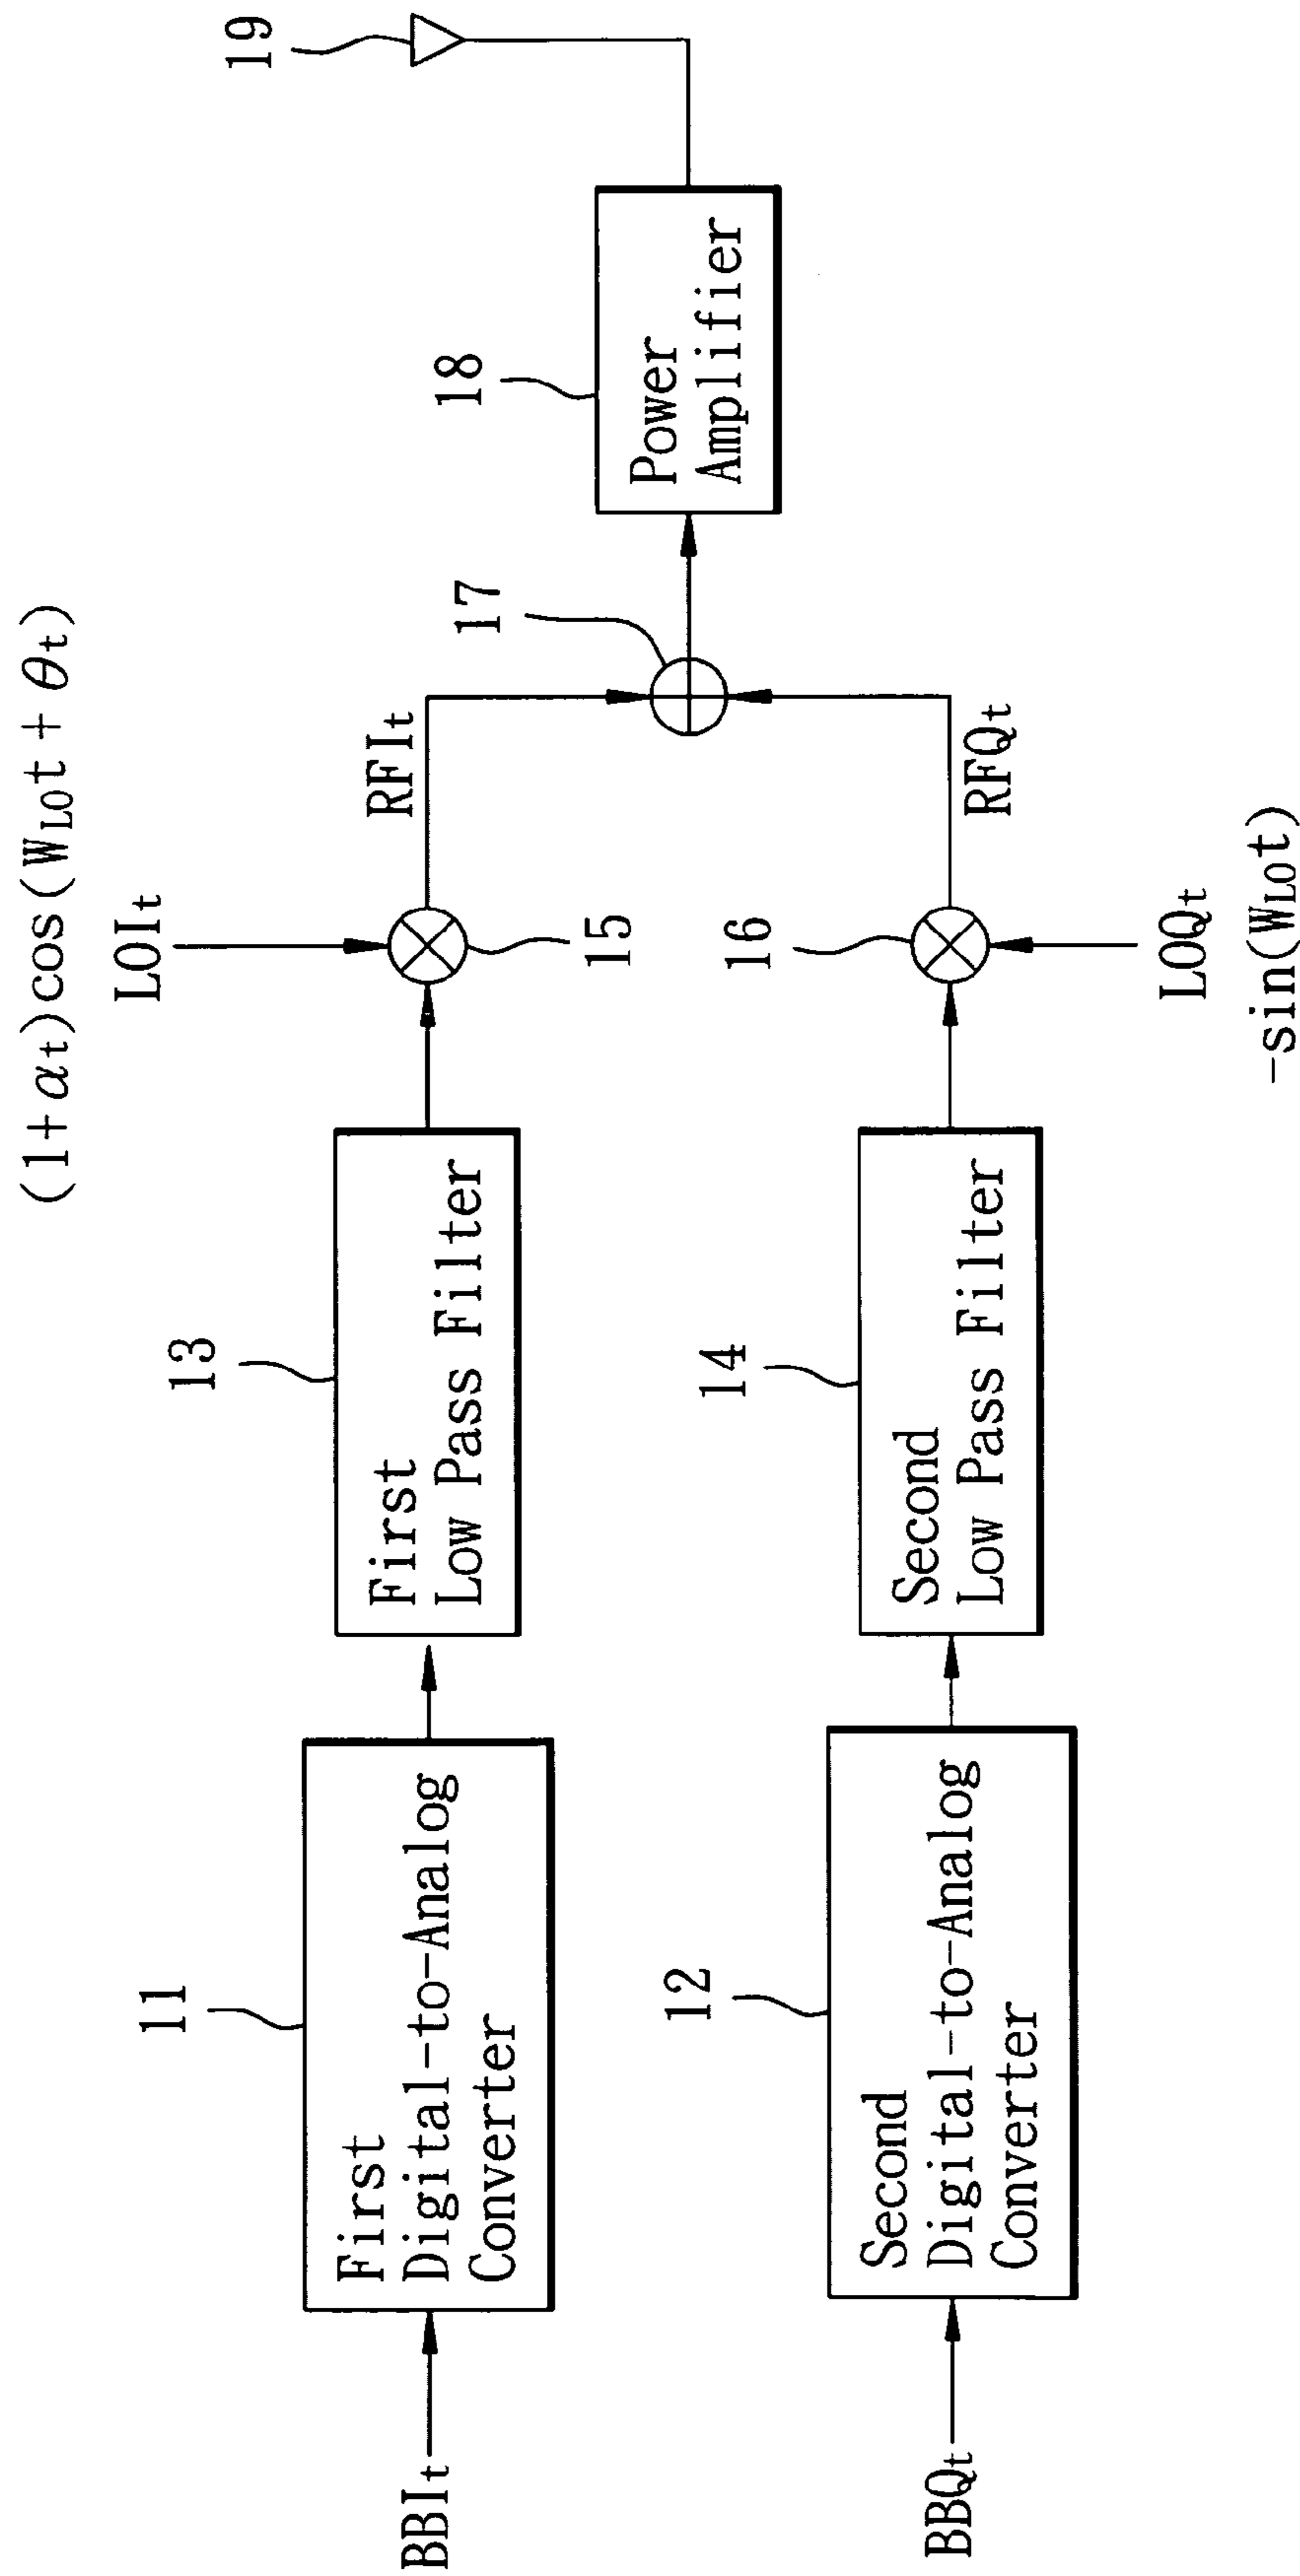 (1+αt)cos(WLOt+θt)
LOIt
19
18
Power
Amplifier
17
RFIt
15
13
First
Low Pass Filter
11
First
Digital-to-Analog
Converter
BBIt
RFQt
16
LOQt
-sin(WLOt)
14
Second
Low Pass Filter
12
Second
Digital-to-Analog
Converter
BBQt